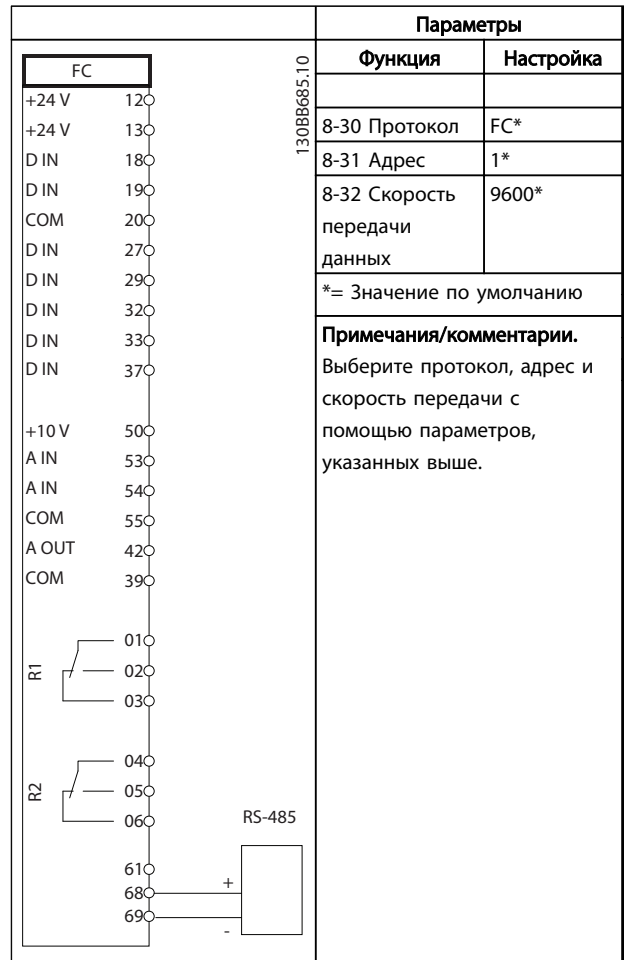 FC
+24 V 12
+24 V 13
D IN 18
D IN 19
COM 20
D IN 27
D IN 29
D IN 32
D IN 33
D IN 37
+10 V 50
A IN 53
A IN 54
COM 55
A OUT 42
COM 39
R1
01
02
03
R2
04
05
06
61
68
69
RS-485
+
-
130BB685.10
Параметры
Функция Настройка
8-30 Протокол FC*
8-31 Адрес 1*
8-32 Скорость 9600*
передачи
данных
*= Значение по умолчанию
Примечания/комментарии.
Выберите протокол, адрес и
скорость передачи с
помощью параметров,
указанных выше.